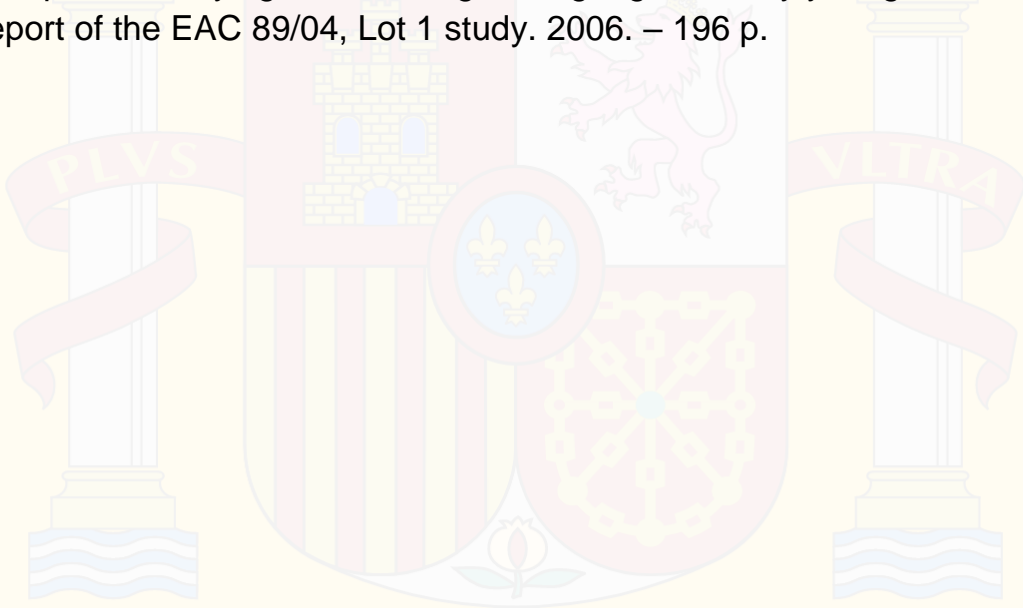 eport of the EAC 89/04, Lot 1 study. 2006. – 196 p.
PLVS
VLTRA